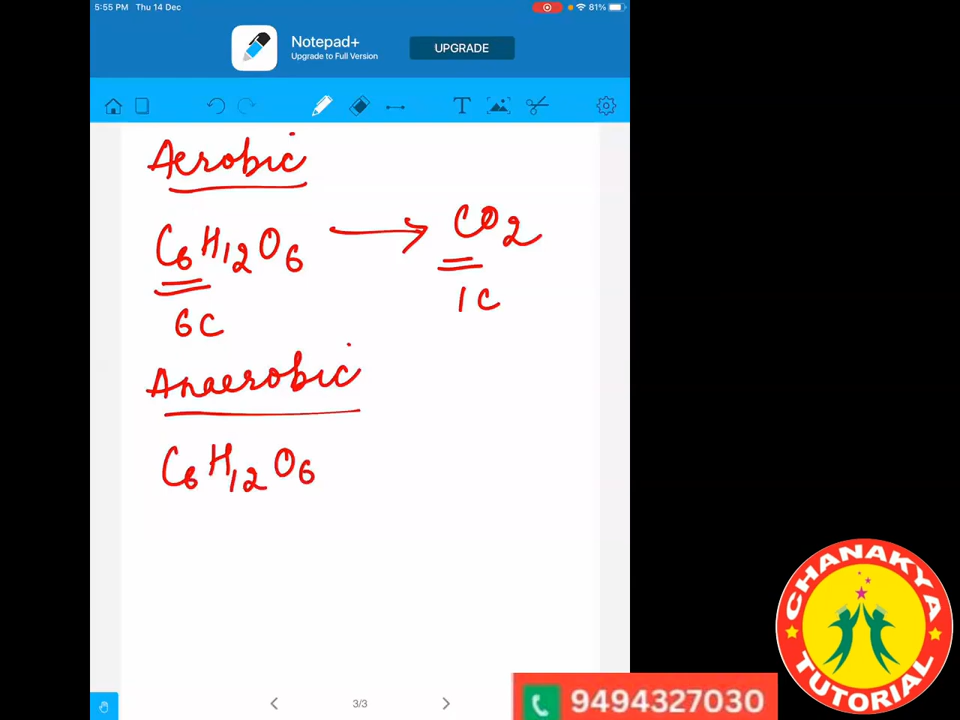 5:55 PM Thu 14 Dec 81%
Notepad+
Upgrade to Full Version
UPGRADE
T
Aerobic
C6H12O6 → CO2
6C 1C
Anaerobic
C6H12O6
3/3
CHANAKYA
TUTORIAL
9494327030